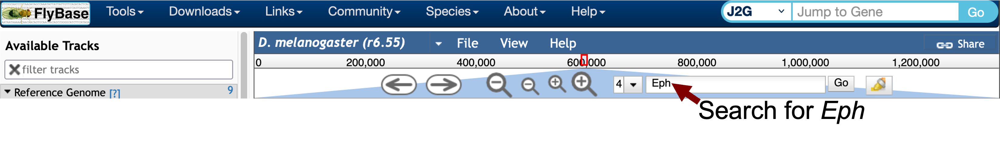 FlyBase Tools Downloads Links Community Species About Help J2G Jump to Gene Go
Available Tracks
filter tracks
Reference Genome [?] 9
D. melanogaster (r6.55) File View Help Share
0 200,000 400,000 600,000 800,000 1,000,000 1,200,000
4 Eph Go
Search for Eph